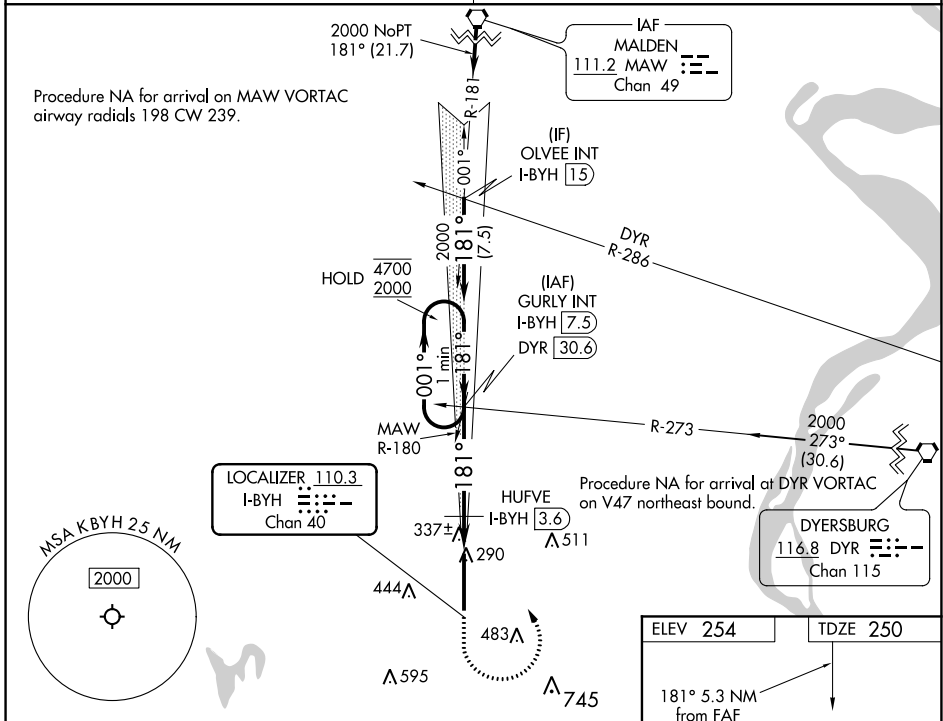 2000 NoPT
181° (21.7)
IAF
MALDEN
111.2 MAW
Chan 49
R-181
Procedure NA for arrival on MAW VORTAC
airway radials 198 CW 239.
001°
(IF)
OLVEE INT
I-BYH 15
2000
181°
(7.5)
DYR
R-286
HOLD 4700
2000
(IAF)
GURLY INT
I-BYH 7.5
DYR 30.6
001°
1 min
181°
MAW
R-180
R-273
2000
273°
(30.6)
181°
LOCALIZER 110.3
I-BYH
Chan 40
HUFVE
I-BYH 3.6
Procedure NA for arrival at DYR VORTAC
on V47 northeast bound.
DYERSBURG
116.8 DYR
Chan 115
337±
511
290
MSA KBYH 25 NM
2000
444
483
595
745
ELEV 254
TDZE 250
181° 5.3 NM
from FAF